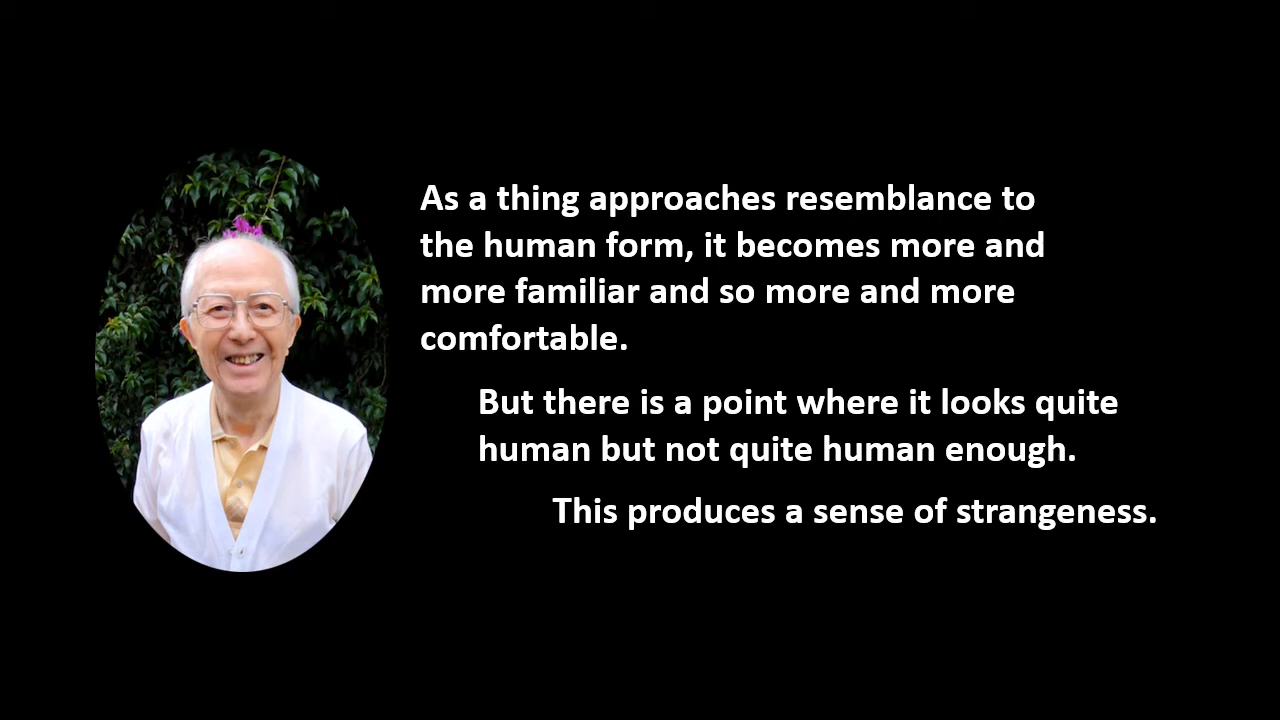 As a thing approaches resemblance to
the human form, it becomes more and
more familiar and so more and more
comfortable.
But there is a point where it looks quite
human but not quite human enough.
This produces a sense of strangeness.